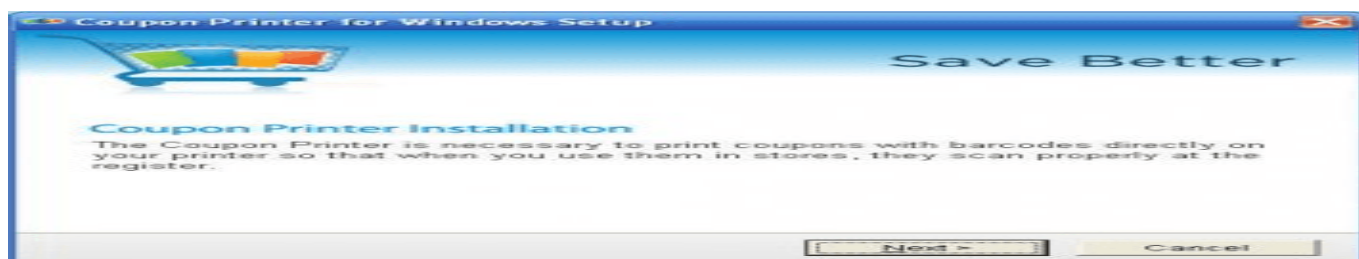 Coupon Printer for Windows Setup
Save Better
Coupon Printer Installation
The Coupon Printer is necessary to print coupons with barcodes directly on
your printer so that when you use them in stores, they scan properly at the
register.
Next >
Cancel